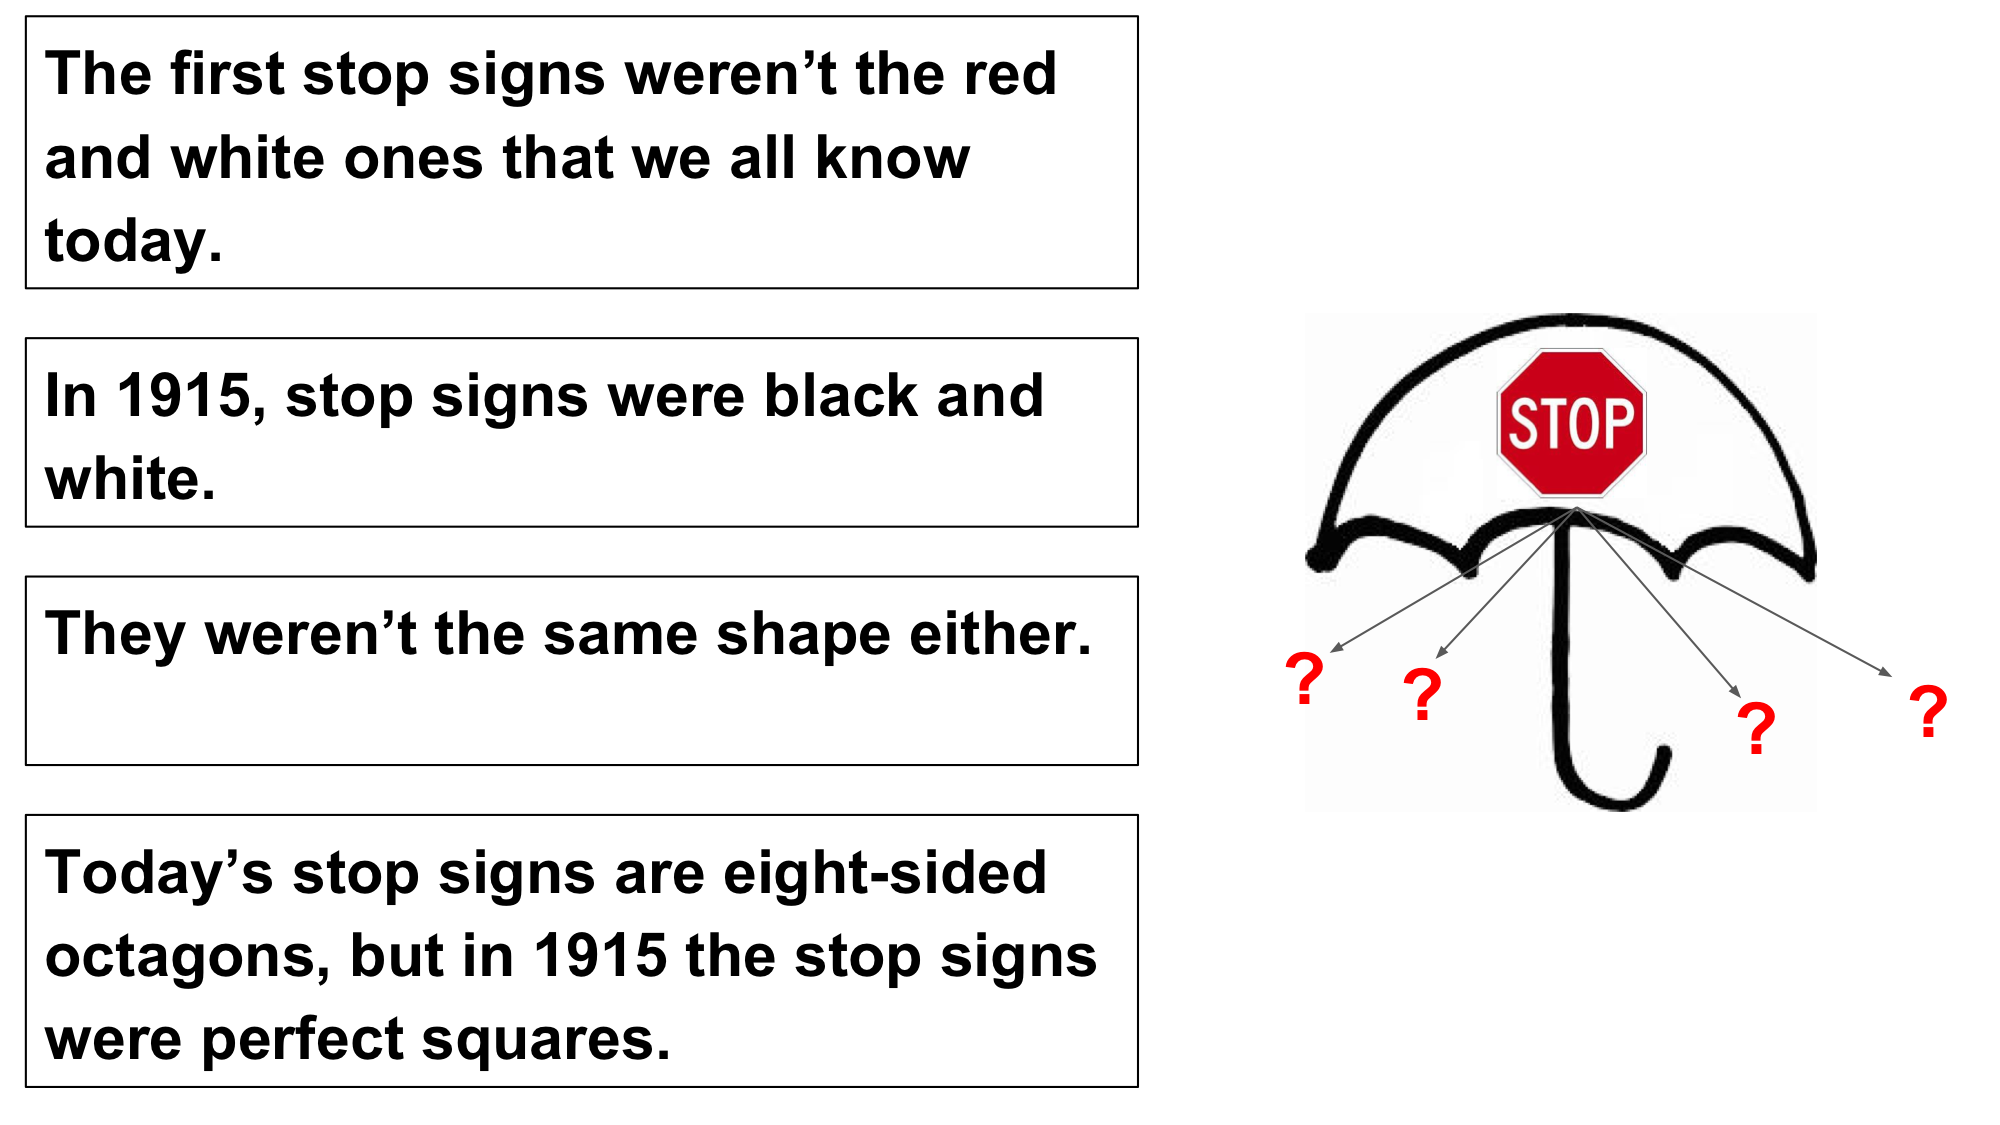 The first stop signs weren’t the red
and white ones that we all know
today.
In 1915, stop signs were black and
white.
They weren’t the same shape either.
Today’s stop signs are eight-sided
octagons, but in 1915 the stop signs
were perfect squares.
STOP
?
?
?
?